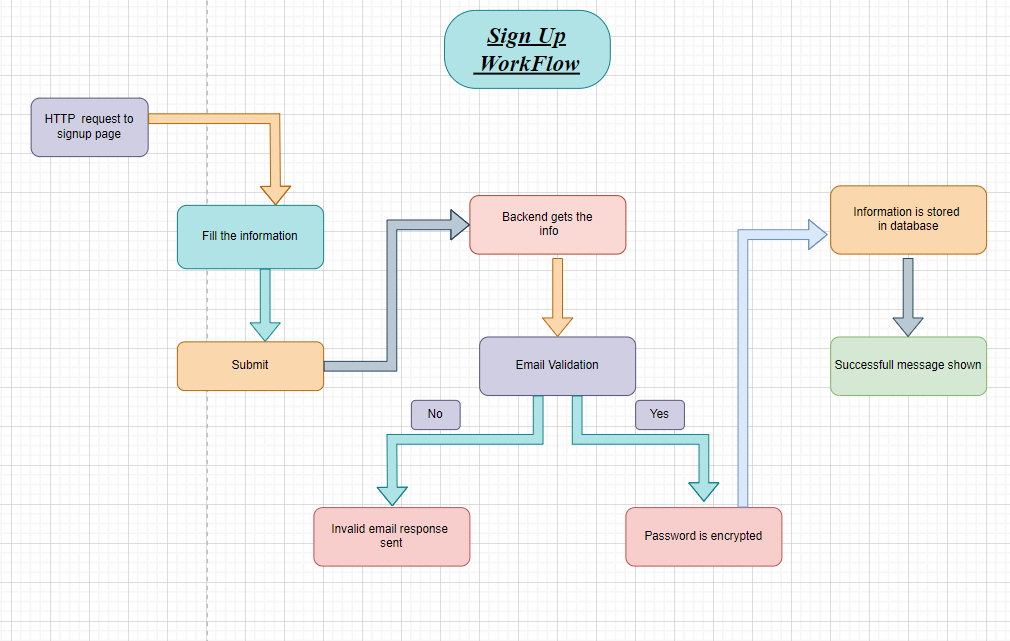 Sign Up
WorkFlow
HTTP  request to
signup page
Fill the information
Submit
Backend gets the
info
Email Validation
No
Yes
Invalid email response
sent
Password is encrypted
Information is stored
in database
Successfull message shown